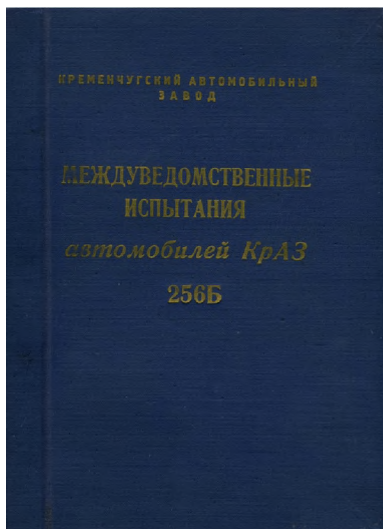 КРЕМЕНЧУГСКИЙ АВТОМОБИЛЬНЫЙ
ЗАВОД
МЕЖДУВЕДОМСТВЕННЫЕ
ИСПЫТАНИЯ
автомобилей КрАЗ
256Б